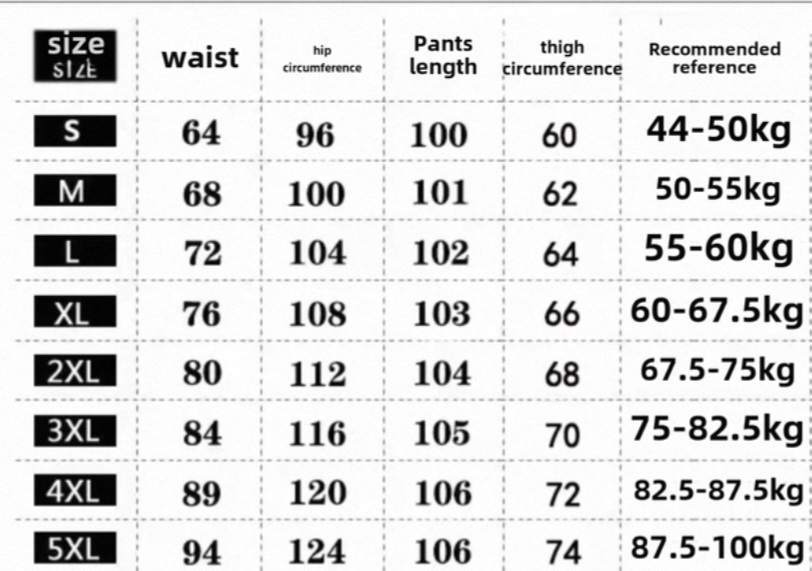 size waist hip circumference Pants length thigh circumference Recommended reference
SIZE
S 64 96 100 60 44-50kg
M 68 100 101 62 50-55kg
L 72 104 102 64 55-60kg
XL 76 108 103 66 60-67.5kg
2XL 80 112 104 68 67.5-75kg
3XL 84 116 105 70 75-82.5kg
4XL 89 120 106 72 82.5-87.5kg
5XL 94 124 106 74 87.5-100kg